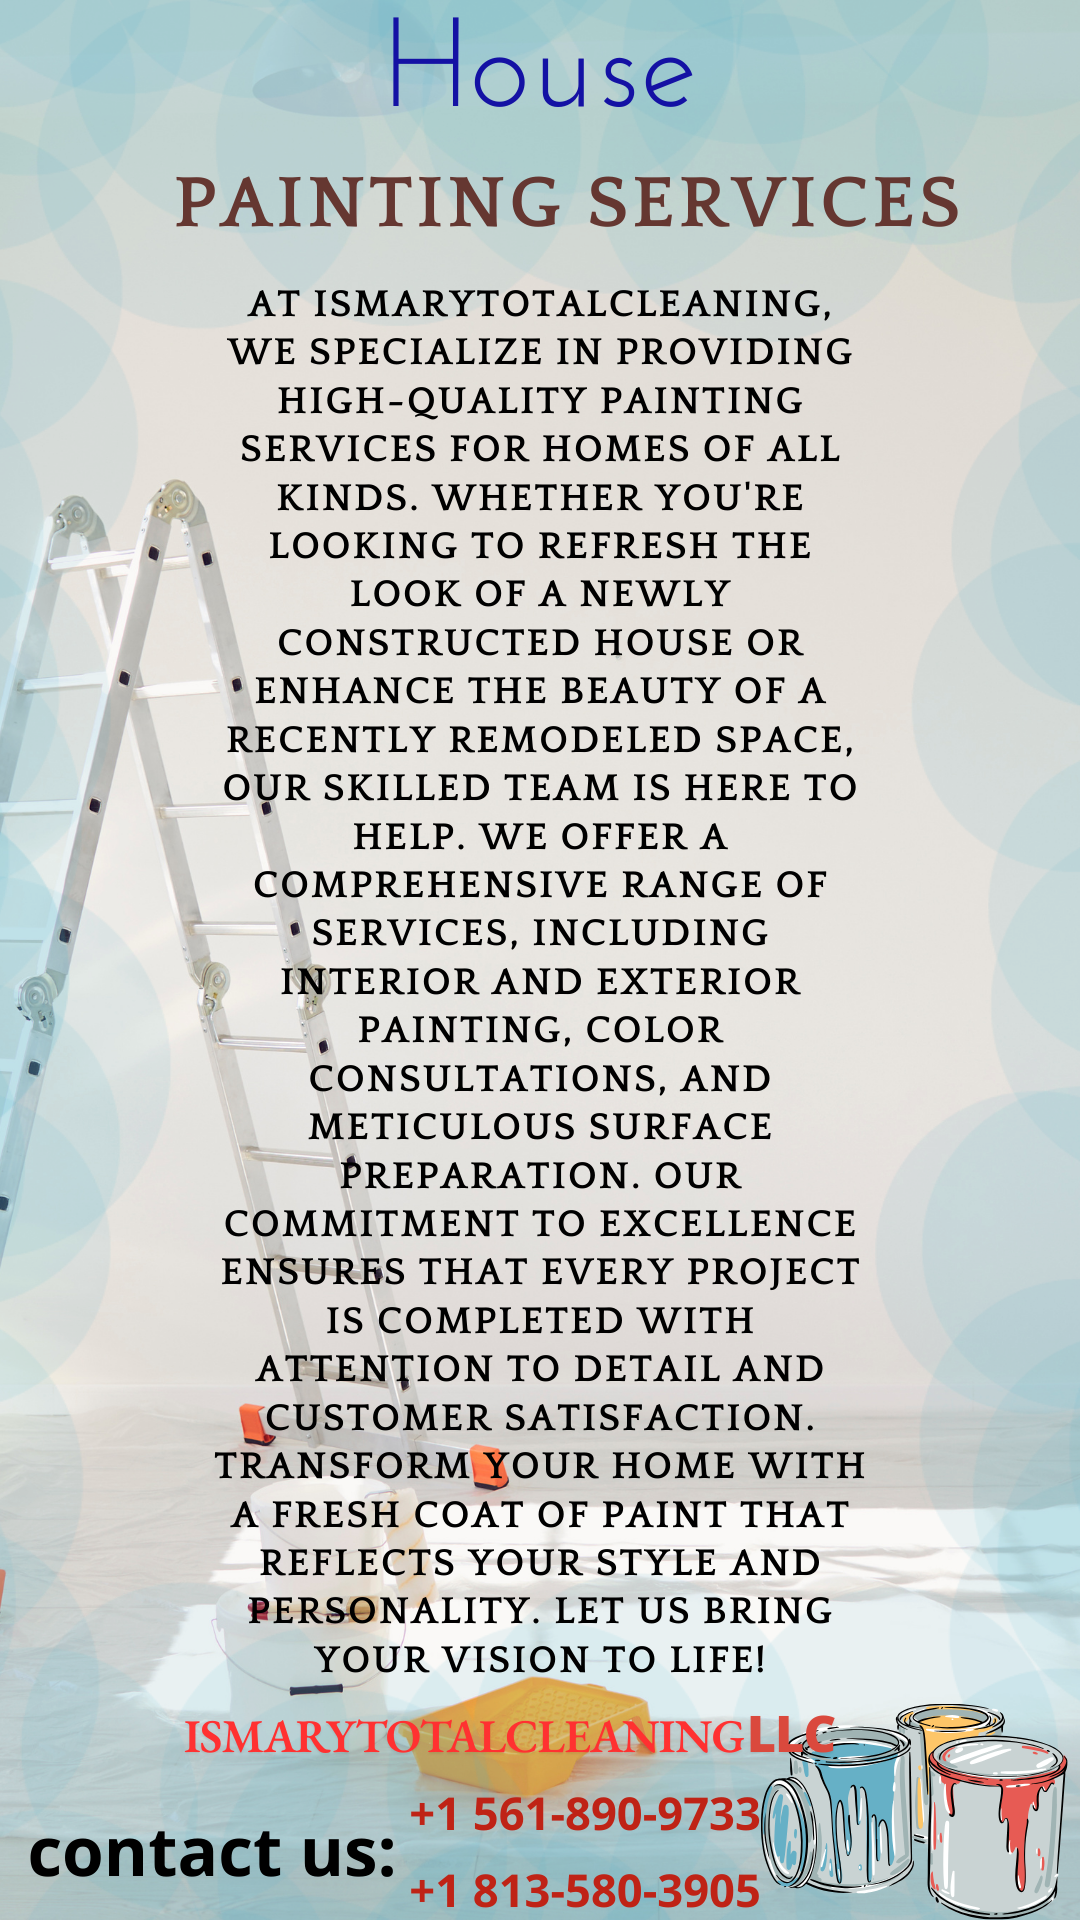 House
PAINTING SERVICES
AT ISMARYTOTALCLEANING,
WE SPECIALIZE IN PROVIDING
HIGH-QUALITY PAINTING
SERVICES FOR HOMES OF ALL
KINDS. WHETHER YOU'RE
LOOKING TO REFRESH THE
LOOK OF A NEWLY
CONSTRUCTED HOUSE OR
ENHANCE THE BEAUTY OF A
RECENTLY REMODELED SPACE,
OUR SKILLED TEAM IS HERE TO
HELP. WE OFFER A
COMPREHENSIVE RANGE OF
SERVICES, INCLUDING
INTERIOR AND EXTERIOR
PAINTING, COLOR
CONSULTATIONS, AND
METICULOUS SURFACE
PREPARATION. OUR
COMMITMENT TO EXCELLENCE
ENSURES THAT EVERY PROJECT
IS COMPLETED WITH
ATTENTION TO DETAIL AND
CUSTOMER SATISFACTION.
TRANSFORM YOUR HOME WITH
A FRESH COAT OF PAINT THAT
REFLECTS YOUR STYLE AND
PERSONALITY. LET US BRING
YOUR VISION TO LIFE!
ISMARYTOTALCLEANINGLLC
contact us:
+1 561-890-9733
+1 813-580-3905